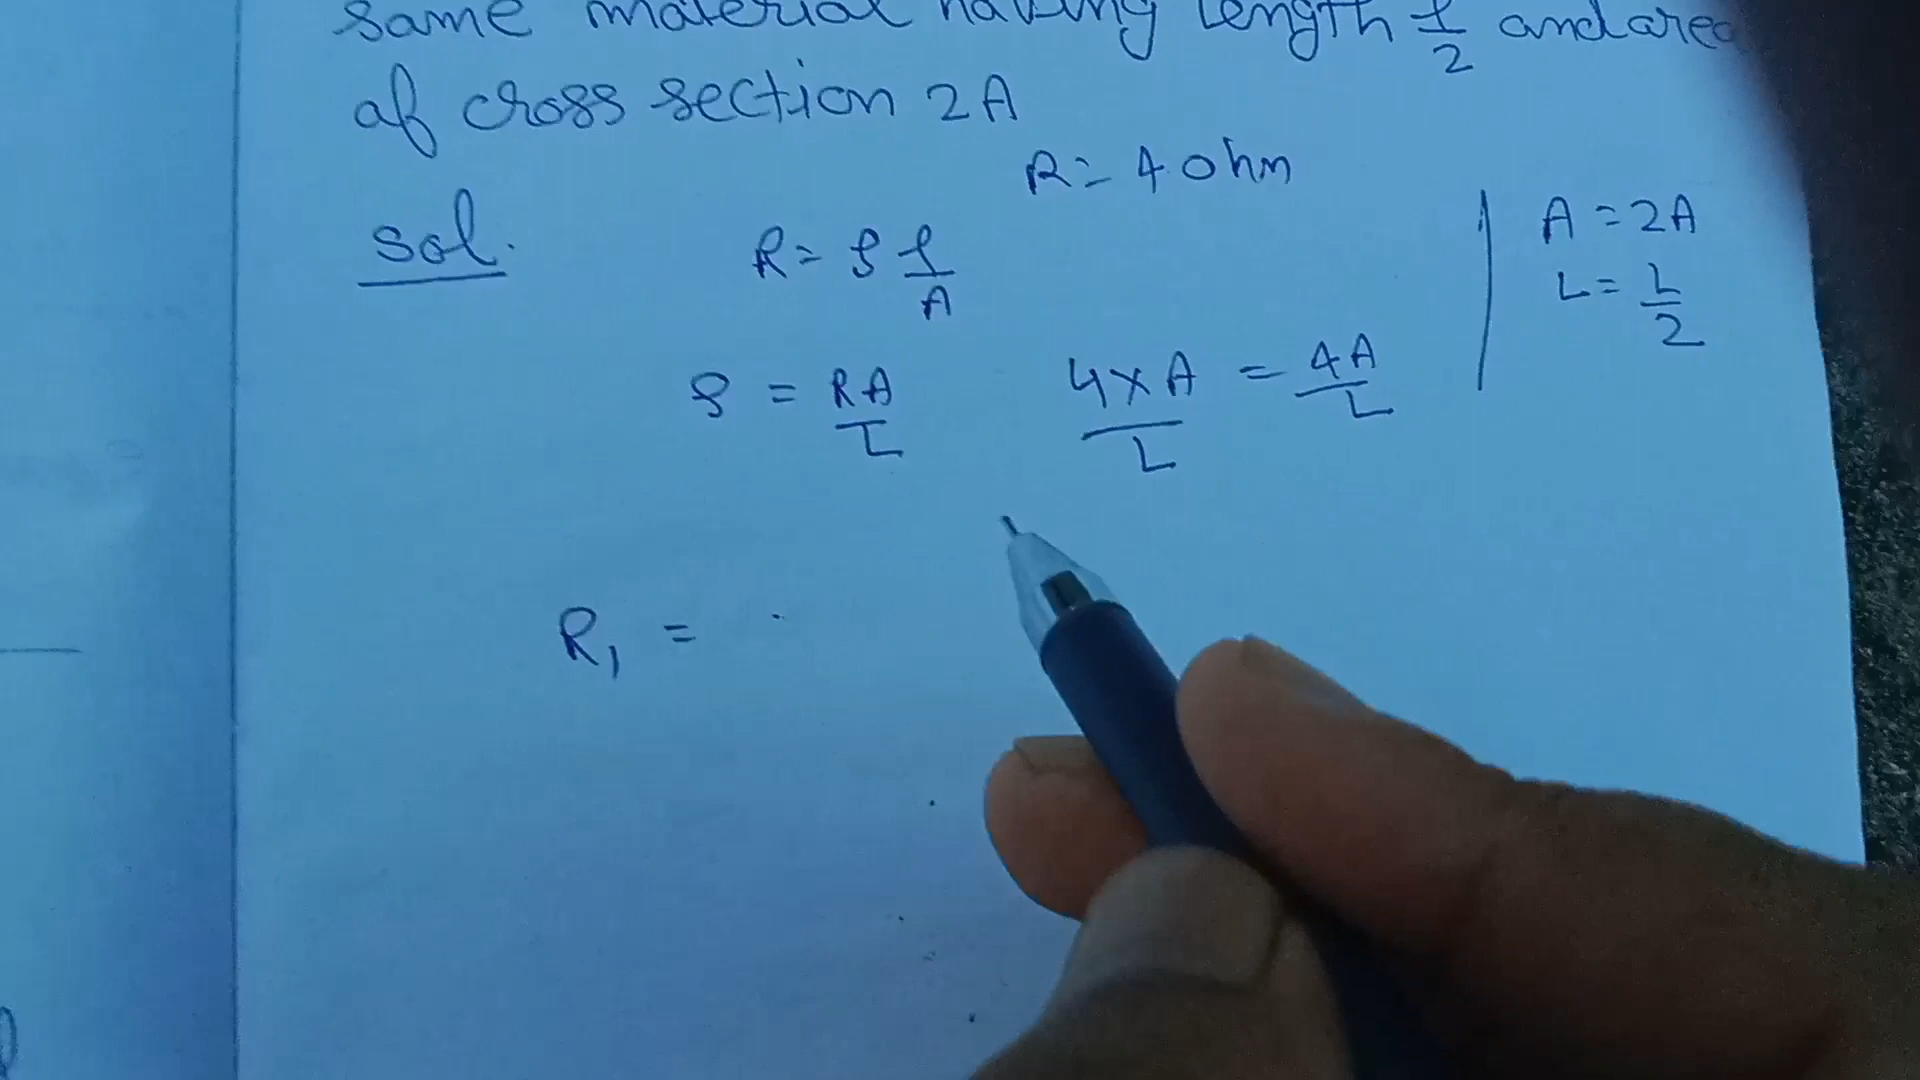 same material having length l/2 and area
of cross section 2A
R = 4 Ohm
Sol.
R = ρ l/A
A = 2A
L = L/2
ρ = RA/L 4×A/L = 4A/L
R₁ =